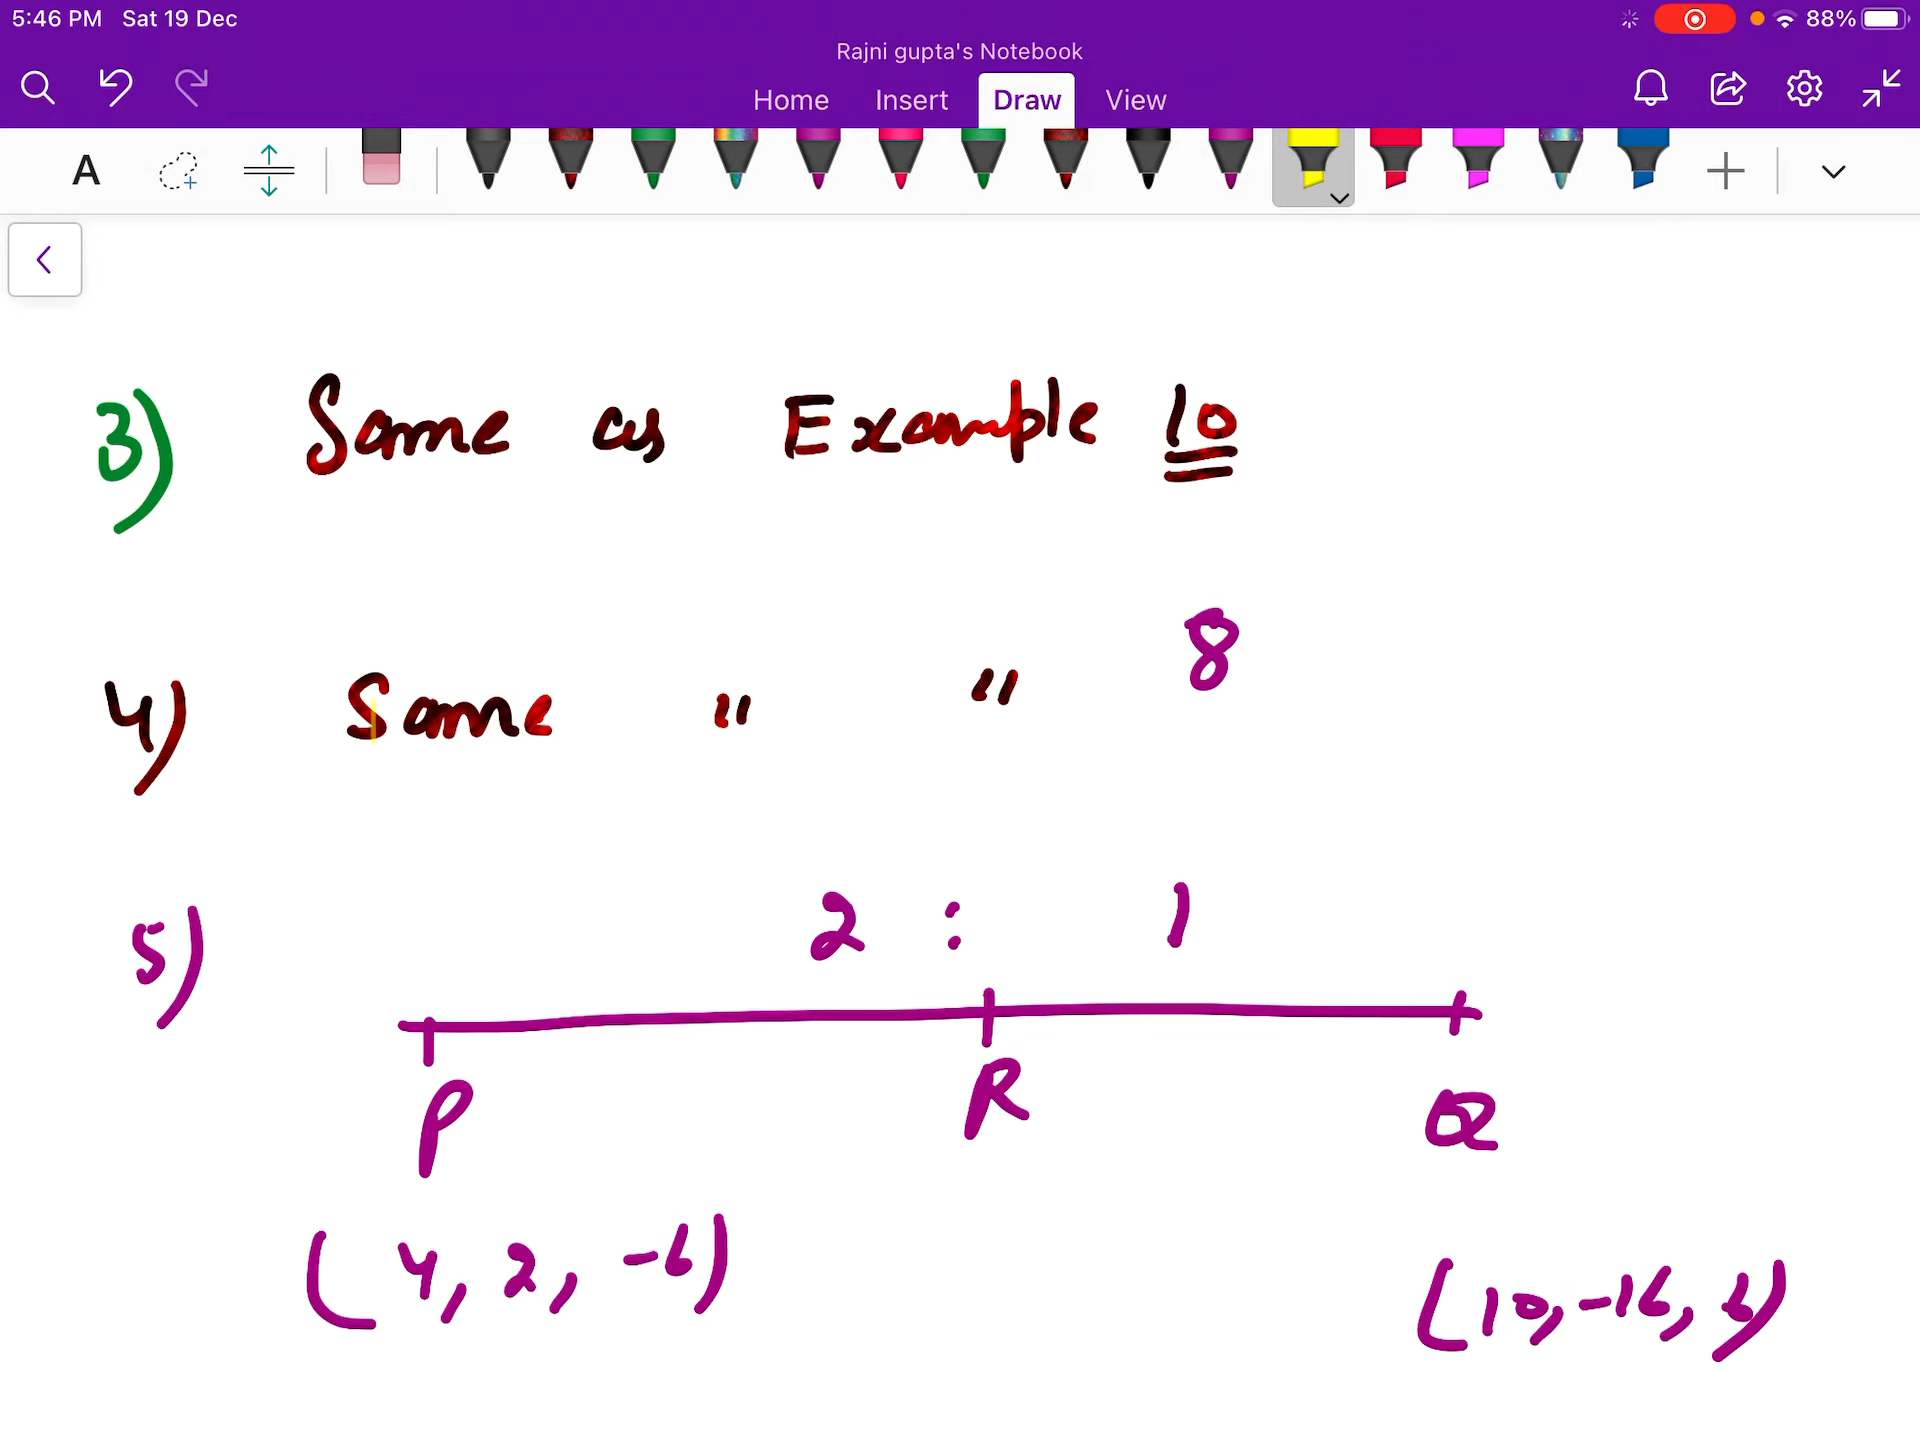 5:46 PM Sat 19 Dec
88%
Rajni gupta's Notebook
Home Insert Draw View
A
3) Same as Example 10
4) Same " " 8
5) 2 : 1
P R Q
(4, 2, -6) (10, -16, 6)